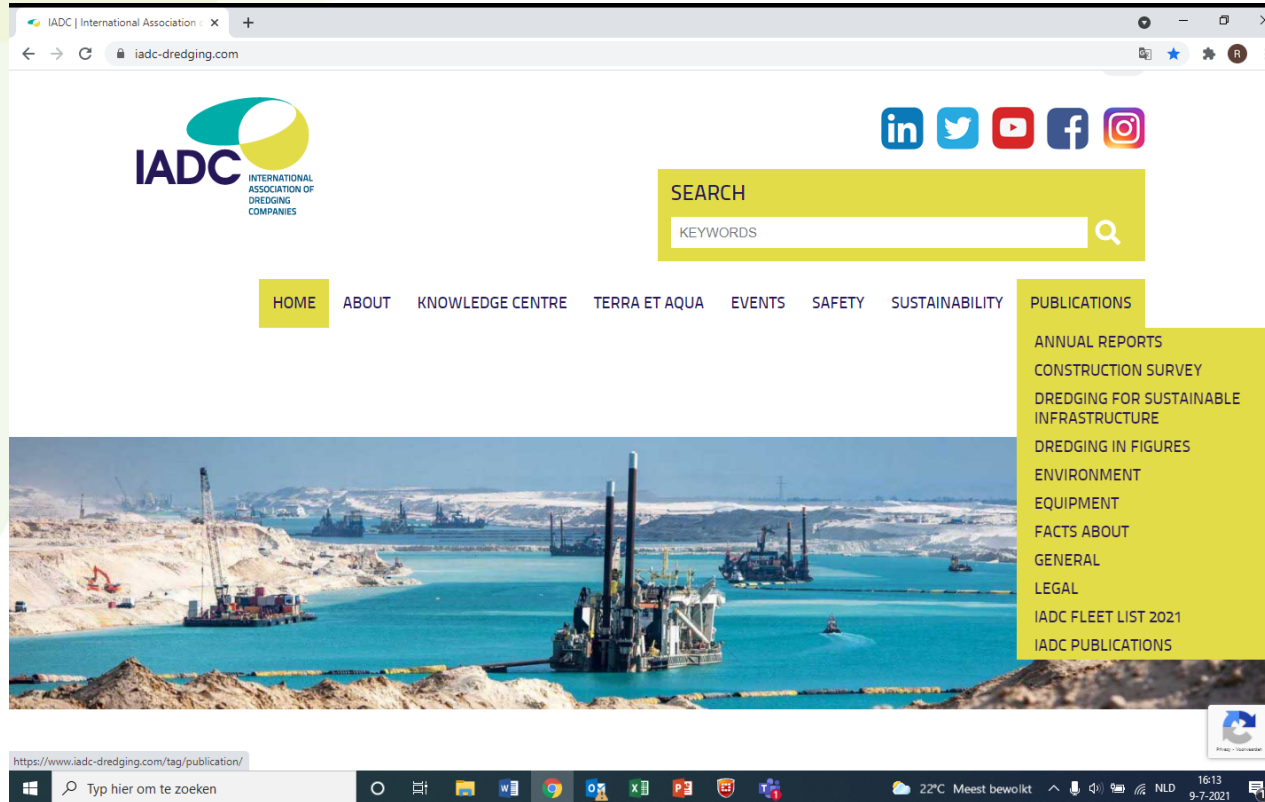 IADC | International Association
iadc-dredging.com
R
in
IADC
INTERNATIONAL
ASSOCIATION OF
DREDGING
COMPANIES
SEARCH
KEYWORDS
HOME ABOUT KNOWLEDGE CENTRE TERRA ET AQUA EVENTS SAFETY SUSTAINABILITY PUBLICATIONS
ANNUAL REPORTS
CONSTRUCTION SURVEY
DREDGING FOR SUSTAINABLE
INFRASTRUCTURE
DREDGING IN FIGURES
ENVIRONMENT
EQUIPMENT
FACTS ABOUT
GENERAL
LEGAL
IADC FLEET LIST 2021
IADC PUBLICATIONS
Privacy - Voorwaarden
https://www.iadc-dredging.com/tag/publication/
Typ hier om te zoeken
22°C Meest bewolkt
NLD
16:13
9-7-2021